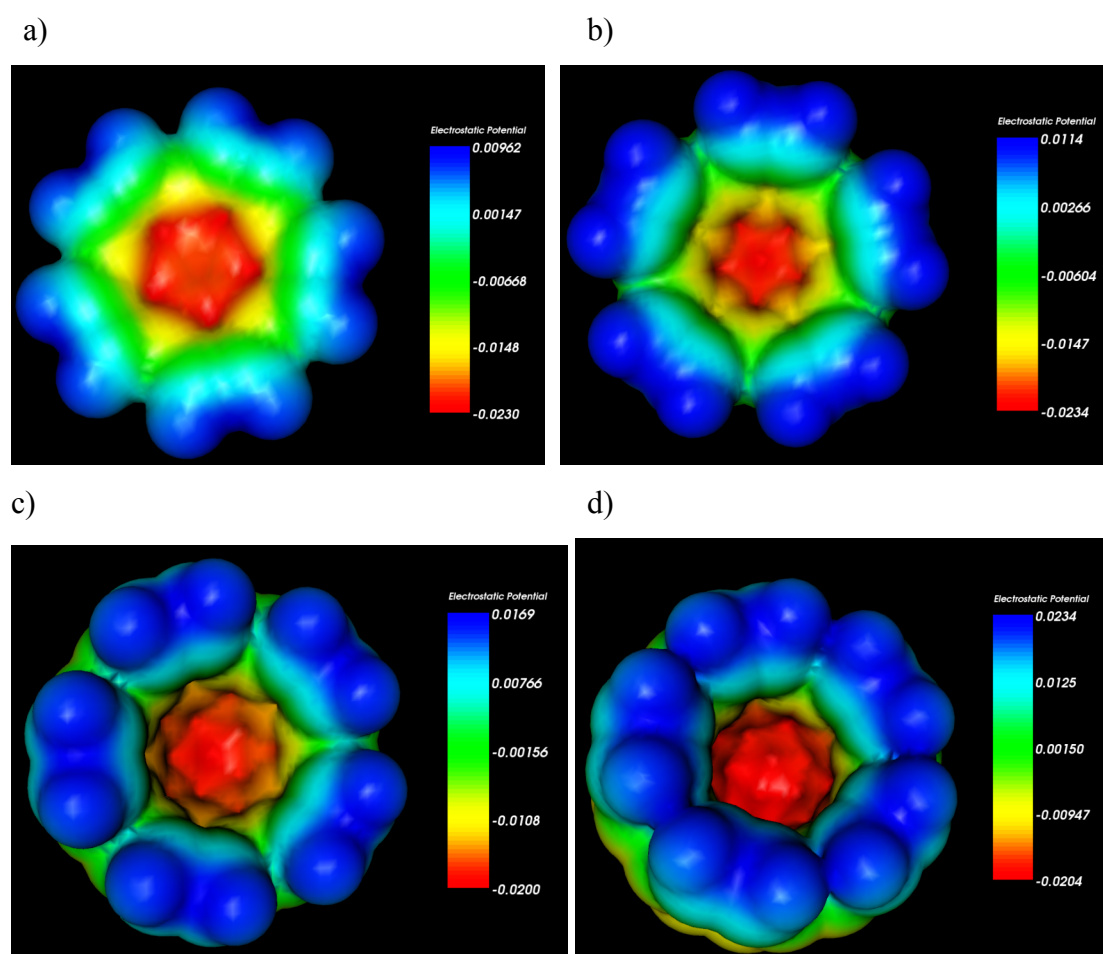 a)
Electrostatic Potential
0.00962
0.00147
-0.00668
-0.0148
-0.0230
b)
Electrostatic Potential
0.0114
0.00266
-0.00604
-0.0147
-0.0234
c)
Electrostatic Potential
0.0169
0.00766
-0.00156
-0.0108
-0.0200
d)
Electrostatic Potential
0.0234
0.0125
0.00150
-0.00947
-0.0204